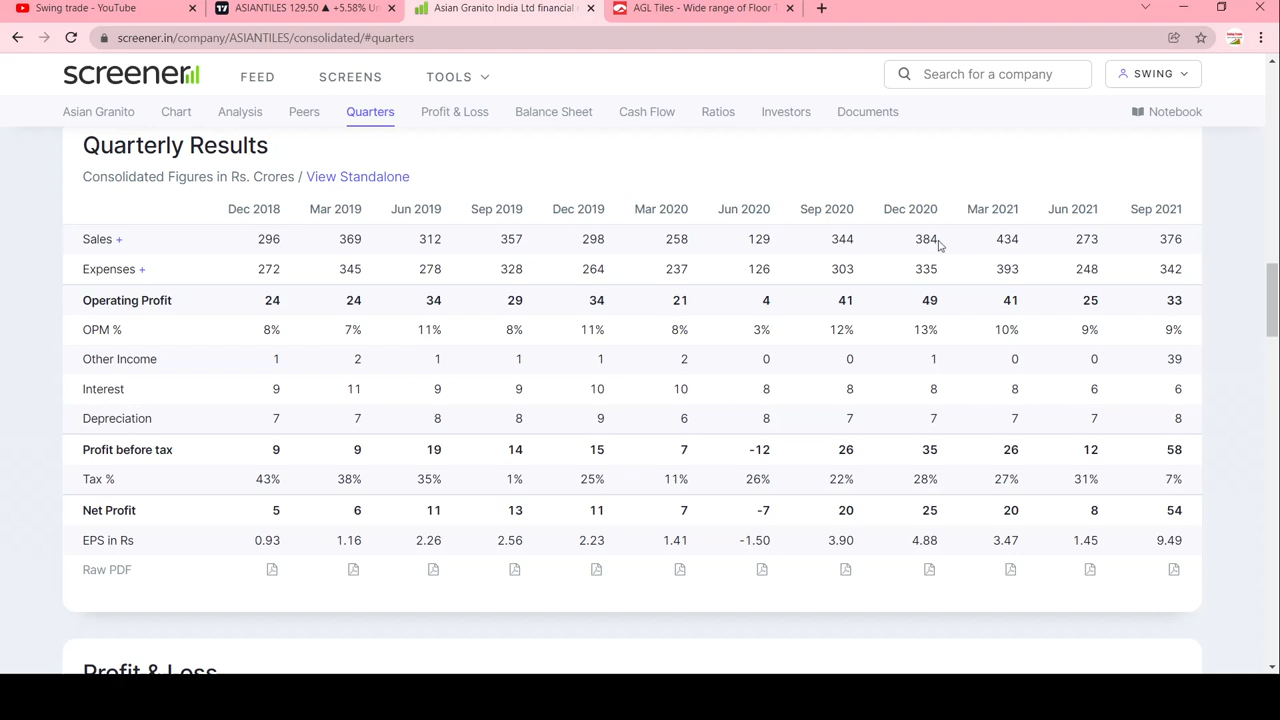 Swing trade - YouTube
ASIANTILES 129.50 ▲ +5.58% Un
Asian Granito India Ltd financial
AGL Tiles - Wide range of Floor T
screener.in/company/ASIANTILES/consolidated/#quarters
screener
FEED
SCREENS
TOOLS
Search for a company
SWING
Asian Granito
Chart
Analysis
Peers
Quarters
Profit & Loss
Balance Sheet
Cash Flow
Ratios
Investors
Documents
Notebook
Quarterly Results
Consolidated Figures in Rs. Crores / View Standalone
Dec 2018 Mar 2019 Jun 2019 Sep 2019 Dec 2019 Mar 2020 Jun 2020 Sep 2020 Dec 2020 Mar 2021 Jun 2021 Sep 2021
Sales + 296 369 312 357 298 258 129 344 384 434 273 376
Expenses + 272 345 278 328 264 237 126 303 335 393 248 342
Operating Profit 24 24 34 29 34 21 4 41 49 41 25 33
OPM % 8% 7% 11% 8% 11% 8% 3% 12% 13% 10% 9% 9%
Other Income 1 2 1 1 1 2 0 0 1 0 0 39
Interest 9 11 9 9 10 10 8 8 8 8 6 6
Depreciation 7 7 8 8 9 6 8 7 7 7 7 8
Profit before tax 9 9 19 14 15 7 -12 26 35 26 12 58
Tax % 43% 38% 35% 1% 25% 11% 26% 22% 28% 27% 31% 7%
Net Profit 5 6 11 13 11 7 -7 20 25 20 8 54
EPS in Rs 0.93 1.16 2.26 2.56 2.23 1.41 -1.50 3.90 4.88 3.47 1.45 9.49
Raw PDF
Profit & Loss